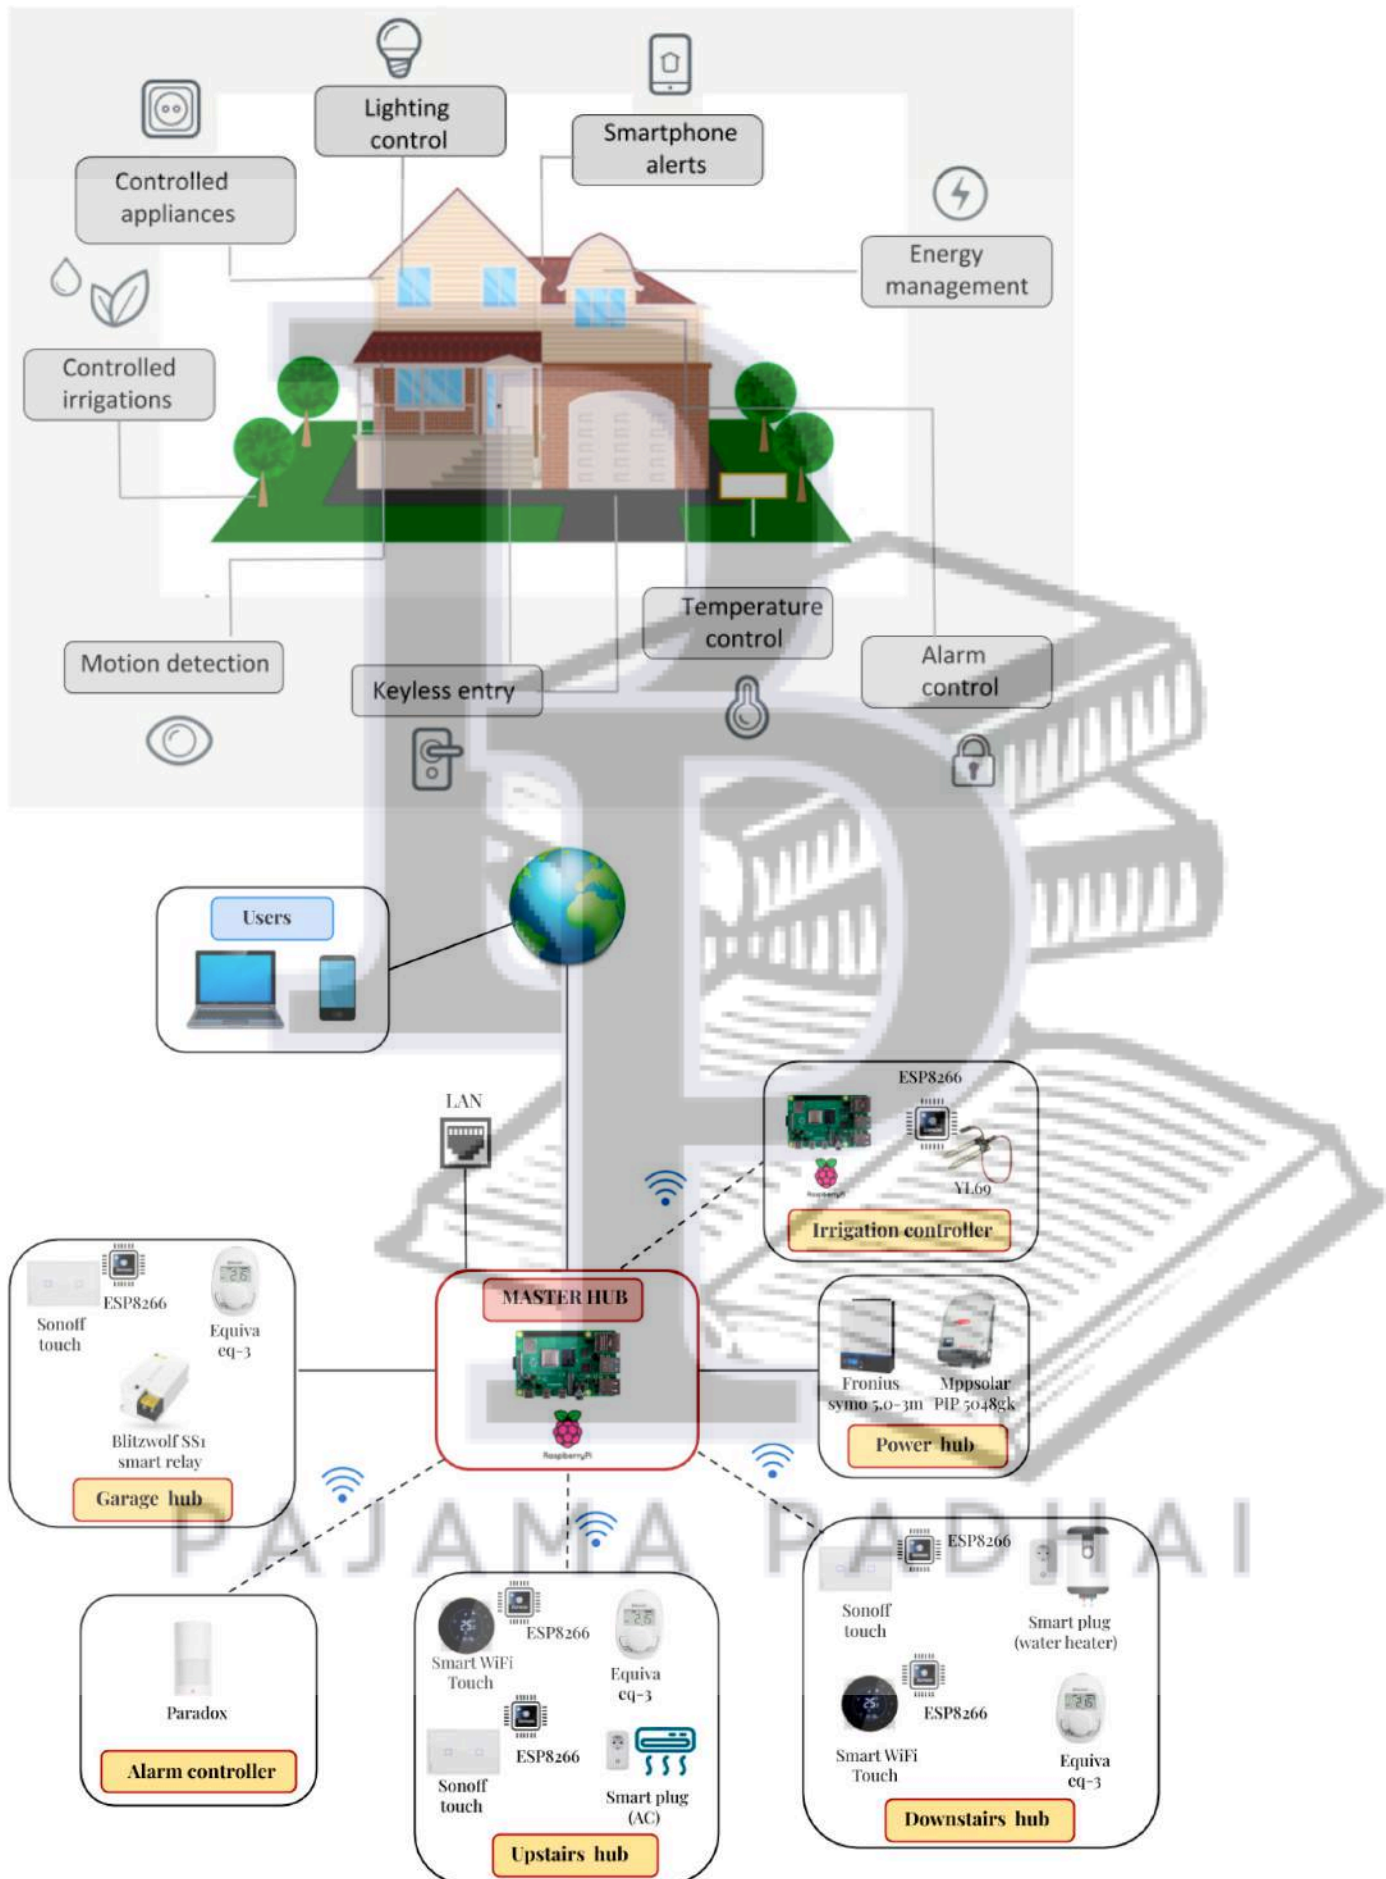 Lighting
control
Smartphone
alerts
Controlled
appliances
Energy
management
Controlled
irrigations
Temperature
control
Motion detection
Keyless entry
Alarm
control
Users
LAN
ESP8266
YL69
RaspberryPi
Irrigation controller
MASTER HUB
RaspberryPi
ESP8266
Sonoff
touch
Equiva
eq-3
Blitzwolf SS1
smart relay
Garage hub
Fronius
symo 5.0-3m
Mppsolar
PIP 5048gk
Power hub
PAJAMA PADHAI
Paradox
Alarm controller
ESP8266
Smart WiFi
Touch
Equiva
eq-3
ESP8266
Sonoff
touch
Smart plug
(AC)
Upstairs hub
ESP8266
Sonoff
touch
Smart plug
(water heater)
ESP8266
Smart WiFi
Touch
Equiva
eq-3
Downstairs hub